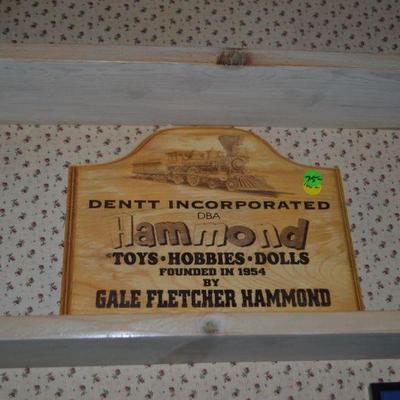 DENTT INCORPORATED
DBA
Hammond
TOYS • HOBBIES • DOLLS
FOUNDED IN 1954
BY
GALE FLETCHER HAMMOND